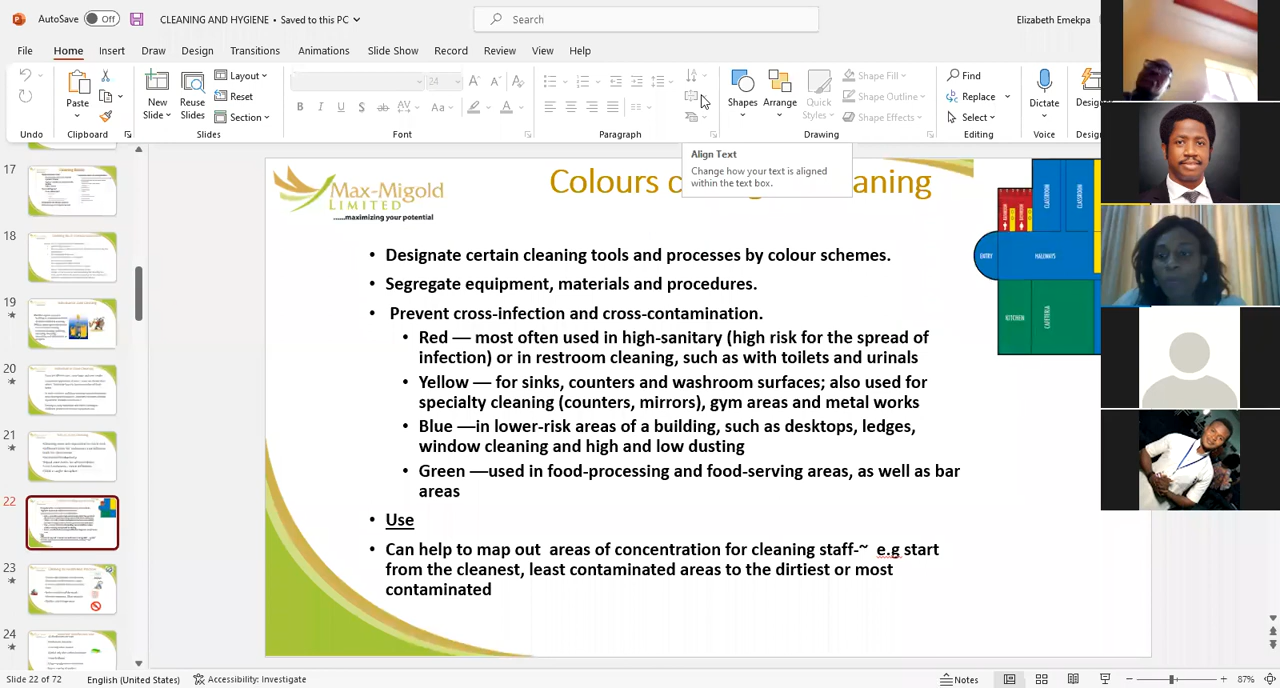 AutoSave Off CLEANING AND HYGIENE • Saved to this PC Search Elizabeth Emekpa
File Home Insert Draw Design Transitions Animations Slide Show Record Review View Help
Paste New Slide Reuse Slides Layout Reset Section
24
Shapes Arrange Quick Styles Shape Fill Shape Outline Shape Effects Find Replace Select Dictate
Undo Clipboard Slides Font Paragraph Drawing Editing Voice
Align Text
Change how your text is aligned
within the text box.
17
18
19
20
21
22
23
24
Max-Migold
LIMITED
......maximizing your potential
Colours
• Designate certain cleaning tools and processes in colour schemes.
• Segregate equipment, materials and procedures.
• Prevent cross-infection and cross-contamination.
• Red — most often used in high-sanitary (high risk for the spread of
infection) or in restroom cleaning, such as with toilets and urinals
• Yellow — for sinks, counters and washroom surfaces; also used for
specialty cleaning (counters, mirrors), gymnasium and metal works
• Blue — in lower-risk areas of a building, such as desktops, ledges,
window cleaning and high and low dusting.
• Green — used in food-processing and food-serving areas, as well as bar
areas
• Use
• Can help to map out areas of concentration for cleaning staff-~ e.g start
from the cleanest, least contaminated areas to the dirtiest or most
contaminated
CLASSROOM
CLASSROOM
ENTRY
HALLWAYS
KITCHEN
CAFETERIA
Slide 22 of 72 English (United States) Accessibility: Investigate Notes 87%